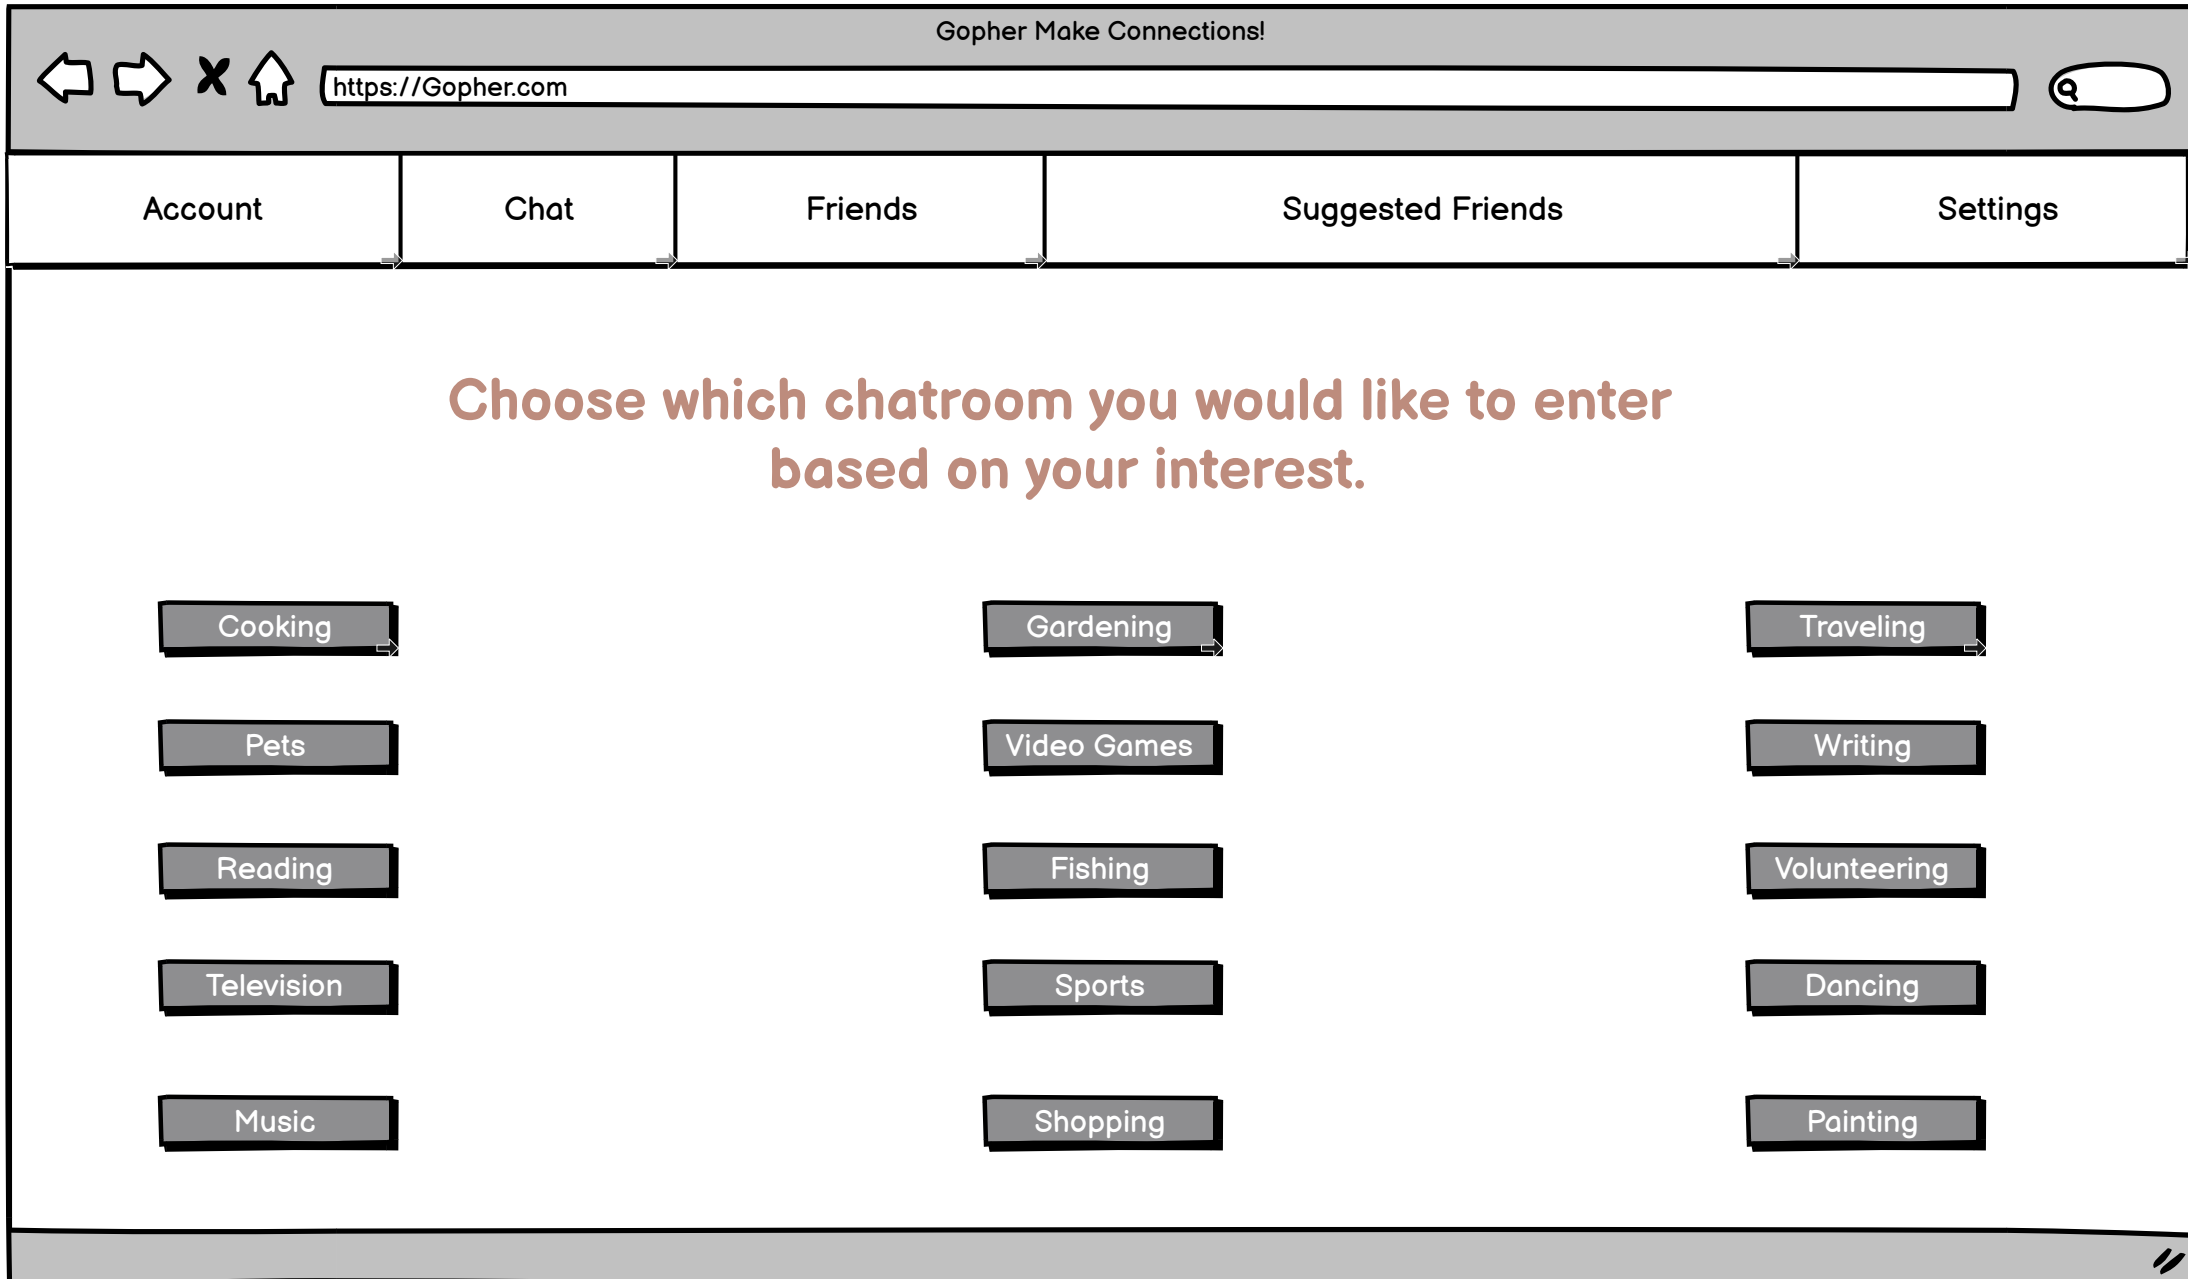 Gopher Make Connections!
https://Gopher.com
Account Chat Friends Suggested Friends Settings
Choose which chatroom you would like to enter
based on your interest.
Cooking Gardening Traveling
Pets Video Games Writing
Reading Fishing Volunteering
Television Sports Dancing
Music Shopping Painting